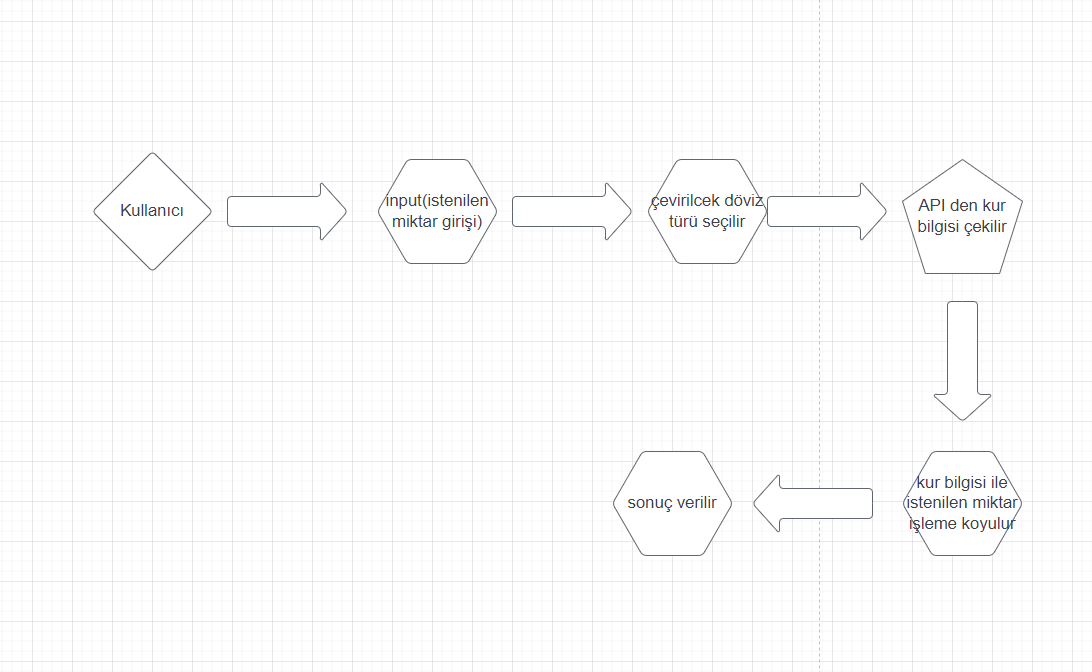 Kullanıcı
input(istenilen
miktar girişi)
çevirilcek döviz
türü seçilir
API den kur
bilgisi çekilir
kur bilgisi ile
istenilen miktar
işleme koyulur
sonuç verilir